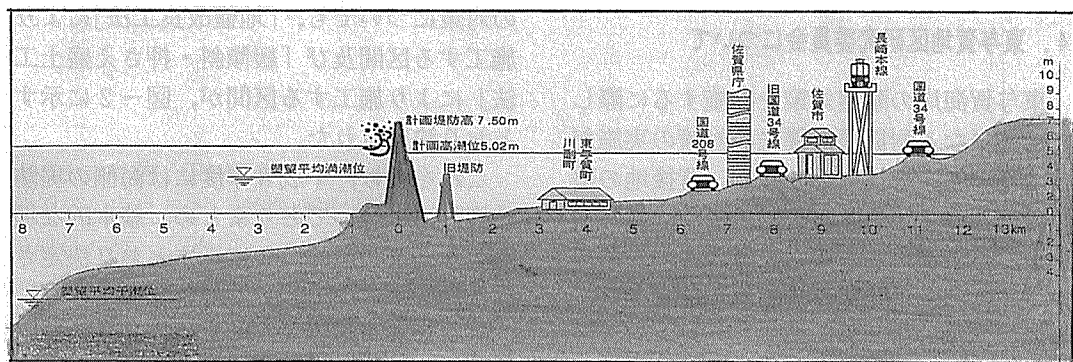 計画堤防高 7.50m
計画高潮位5.02m
朔望平均満潮位
旧堤防
川副町
東与賀町
国道208号線
佐賀県庁
旧国道34号線
佐賀市
長崎本線
国道34号線
m
10.
9.
8.
7
6
5
4
3
2
1
0
1
2
3
4
8 7 6 5 4 3 2 1 0 1 2 3 4 5 6 7 8 9 10 11 12 13km
朔望平均干潮位